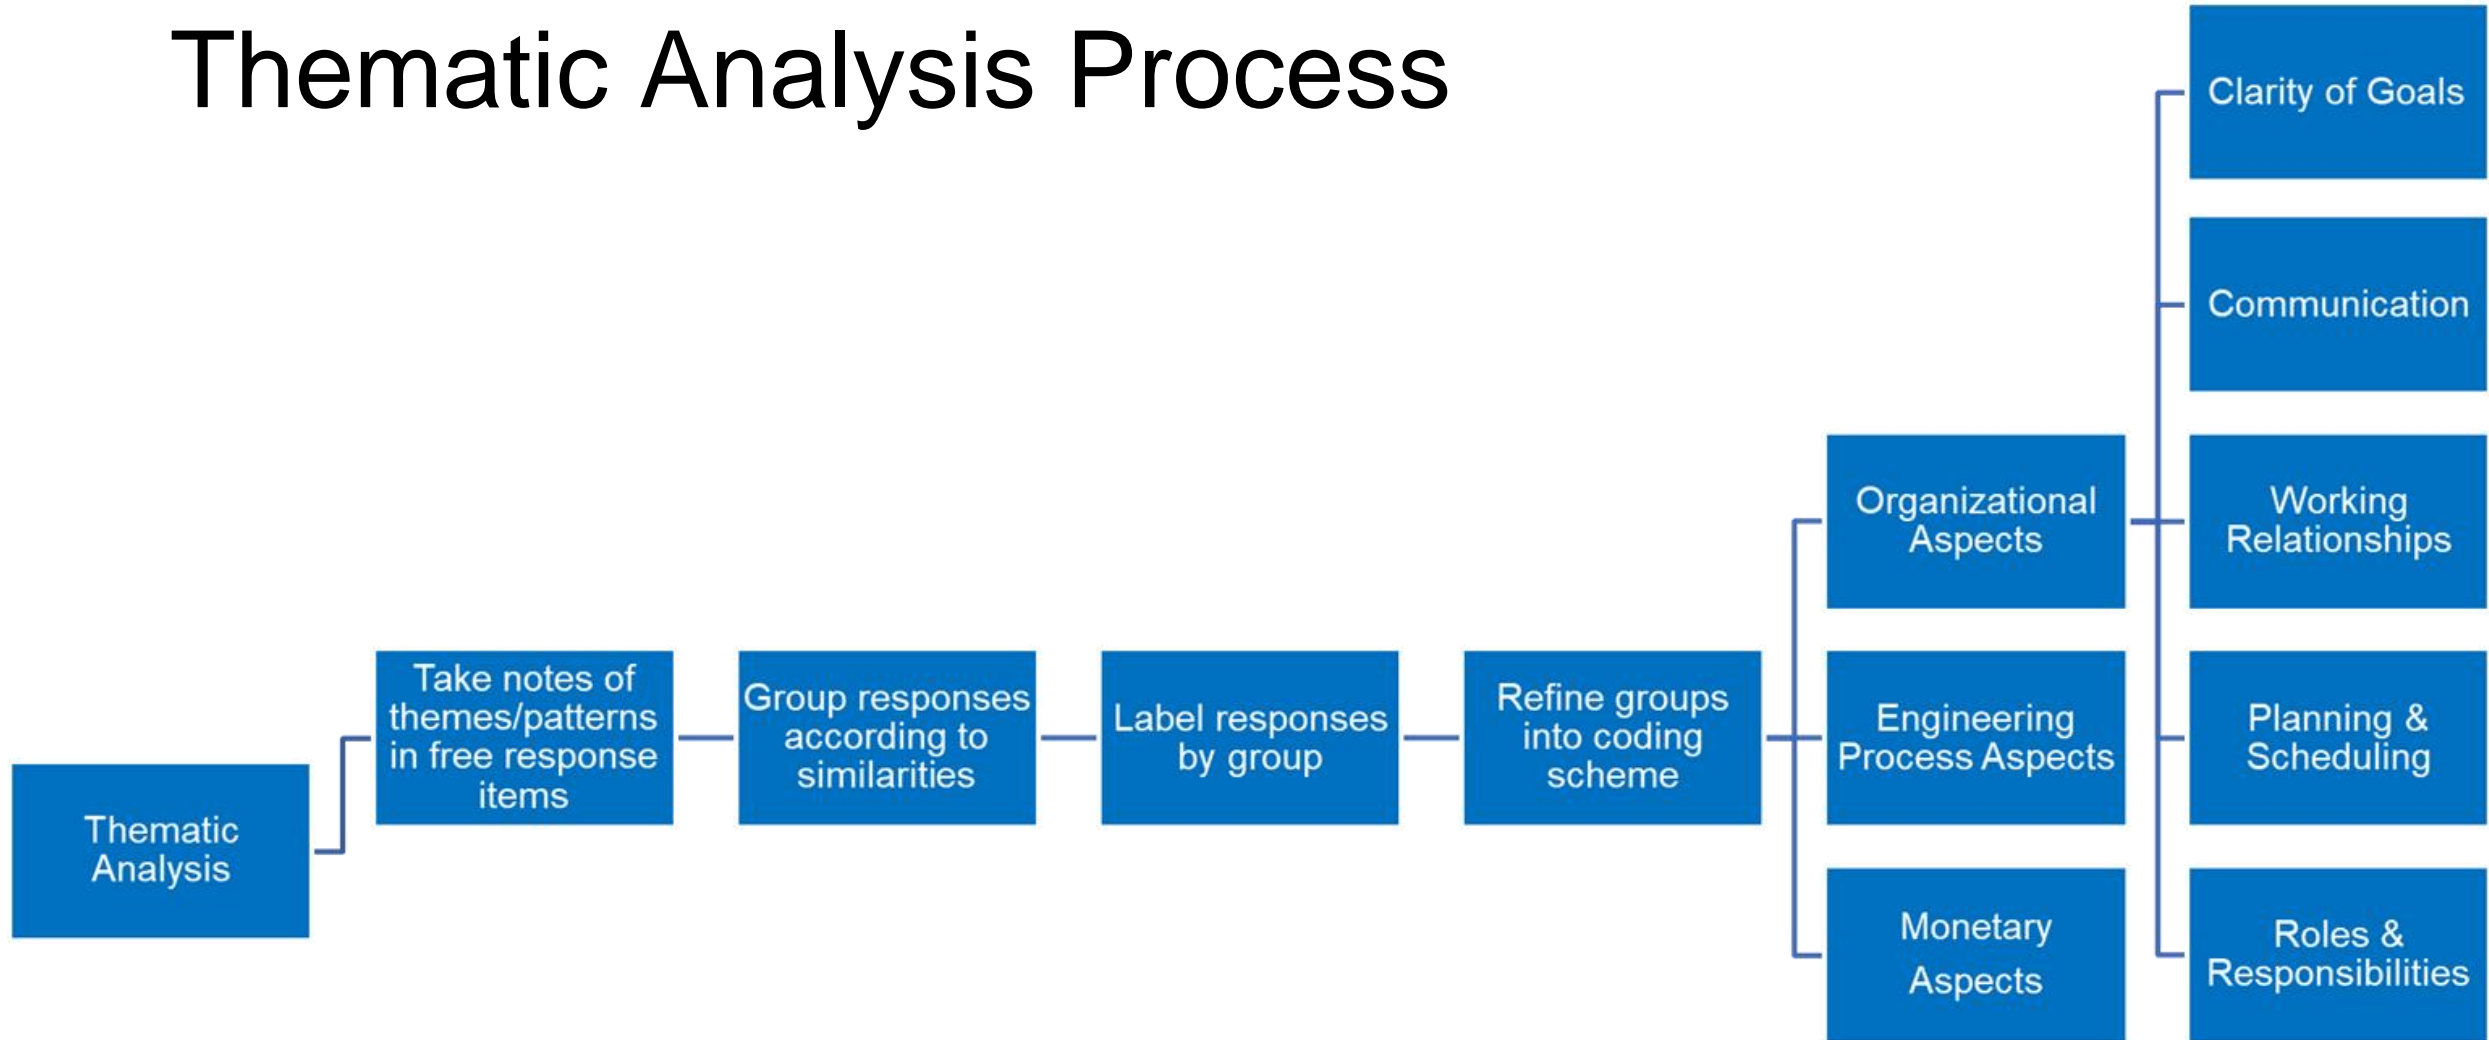 Thematic Analysis Process
Thematic
Analysis
Take notes of
themes/patterns
in free response
items
Group responses
according to
similarities
Label responses
by group
Refine groups
into coding
scheme
Organizational
Aspects
Engineering
Process Aspects
Monetary
Aspects
Clarity of Goals
Communication
Working
Relationships
Planning &
Scheduling
Roles &
Responsibilities